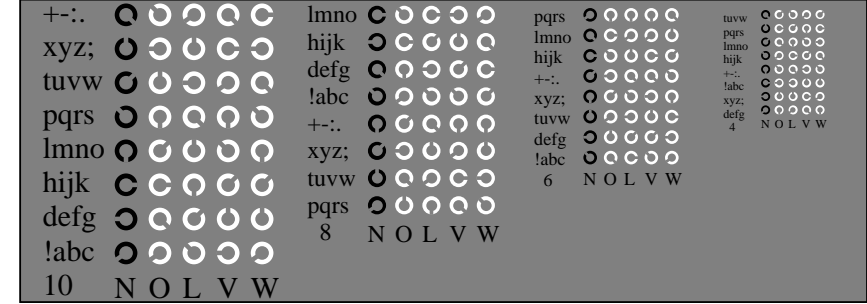 +-:.
xyz;
tuvw
pqrs
lmno
hijk
defg
!abc
10 N O L V W
lmno
hijk
defg
!abc
+-:.
xyz;
tuvw
pqrs
8 N O L V W
pqrs
lmno
hijk
+-:.
xyz;
tuvw
defg
!abc
6 N O L V W
tuvw
pqrs
lmno
hijk
+-:.
!abc
xyz;
defg
4 N O L V W